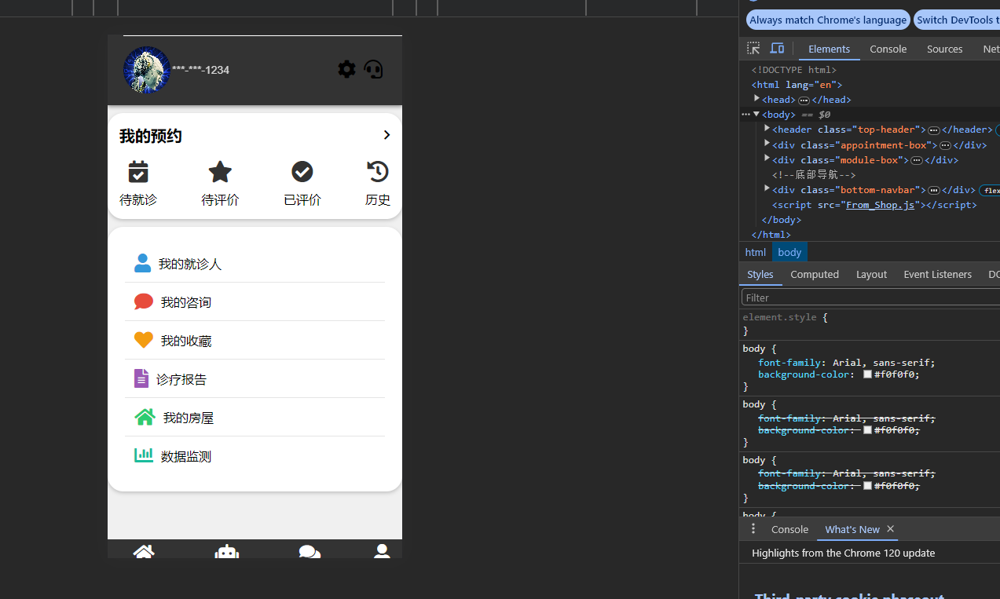 ***-***-1234
我的预约
待就诊
待评价
已评价
历史
我的就诊人
我的咨询
我的收藏
诊疗报告
我的房屋
数据监测
Always match Chrome's language
Switch DevTools t
Elements
Console
Sources
Net
<!DOCTYPE html>
<html lang="en">
<head> … </head>
<body> == $0
<header class="top-header"> … </header>
<div class="appointment-box"> … </div>
<div class="module-box"> … </div>
<!--底部导航-->
<div class="bottom-navbar"> … </div> flex
<script src="From_Shop.js"></script>
</body>
</html>
html
body
Styles
Computed
Layout
Event Listeners
DO
Filter
element.style {
}
body {
font-family: Arial, sans-serif;
background-color: #f0f0f0;
}
body {
font-family: Arial, sans-serif;
background-color: #f0f0f0;
}
body {
font-family: Arial, sans-serif;
background-color: #f0f0f0;
}
body {
Console
What's New
Highlights from the Chrome 120 update
Third-party cookie phaseout